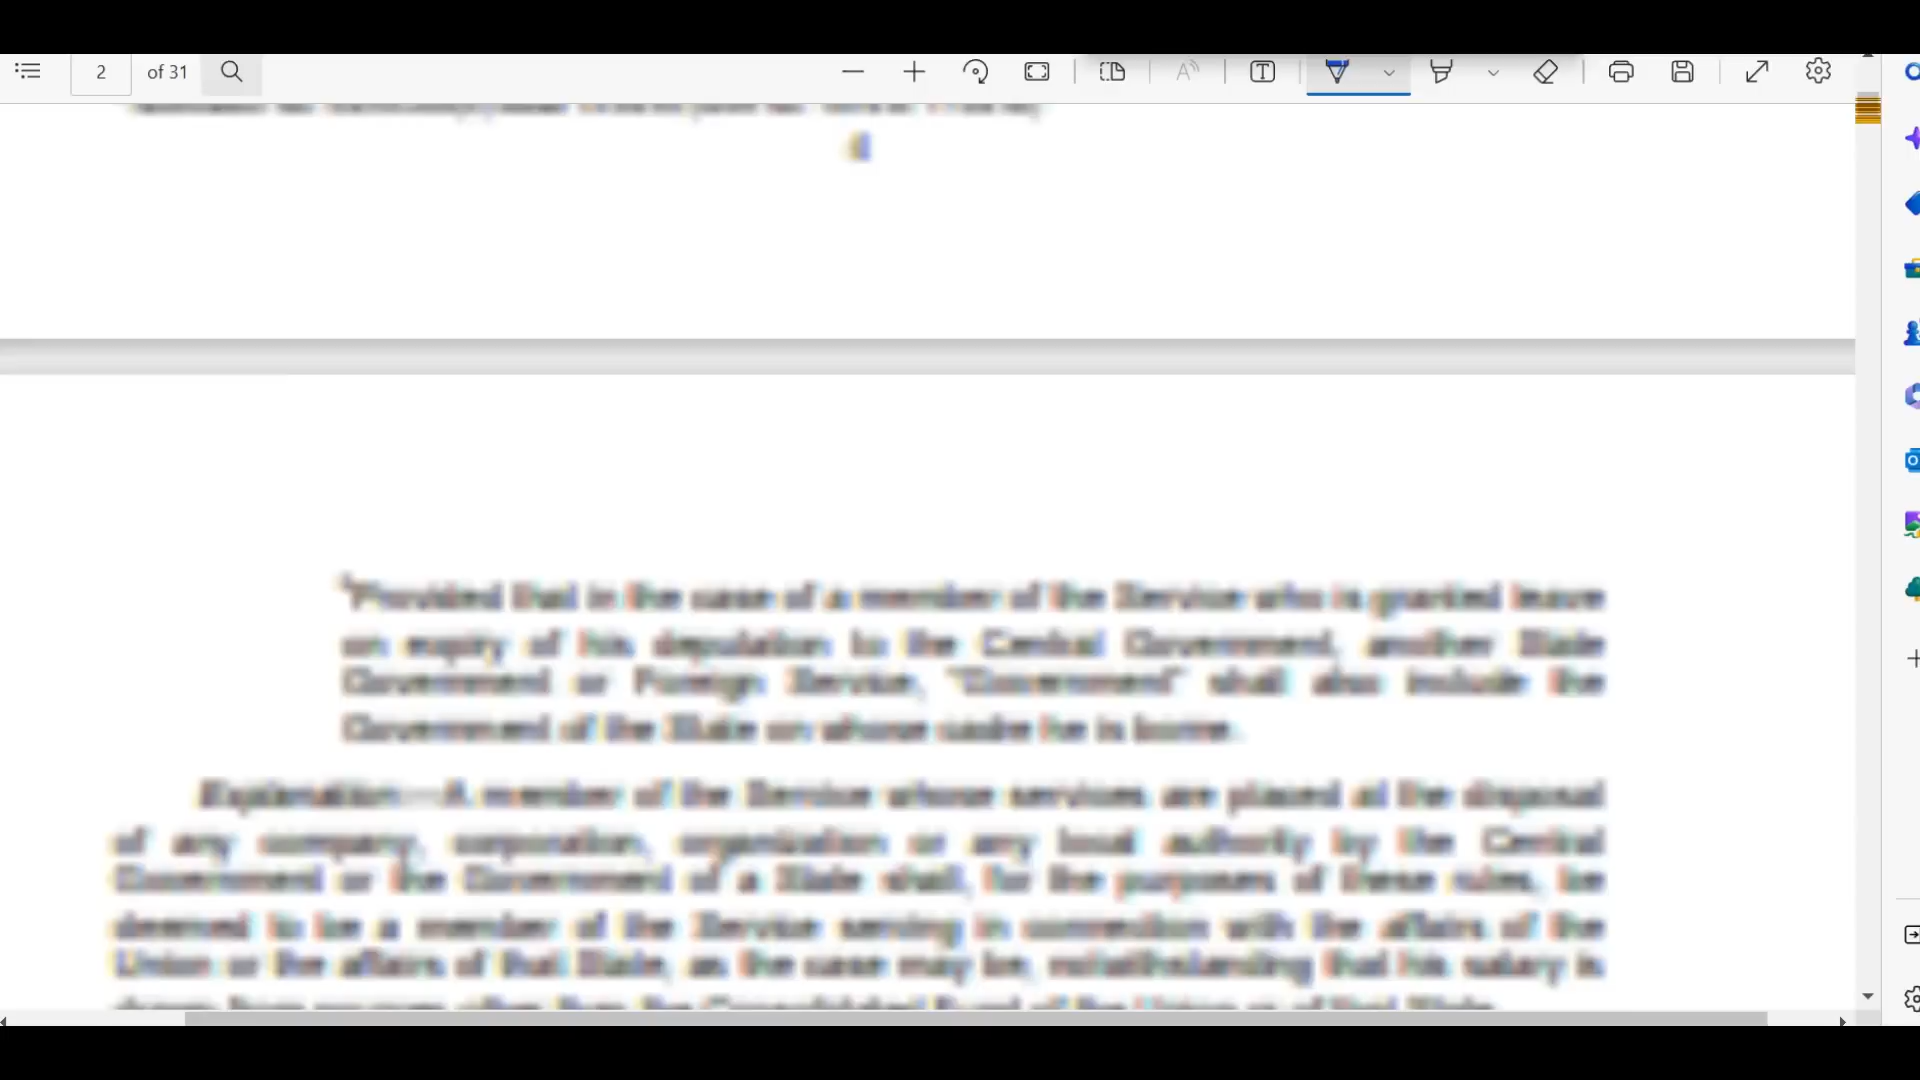 2 of 31
Provided that in the case of a member of the Service who is granted leave
on expiry of his deputation to the Central Government, another State
Government or Foreign Service, "Government" shall also include the
Government of the State on whose cadre he is borne.
Explanation—A member of the Service whose services are placed at the disposal
of any company, corporation, organization or any local authority by the Central
Government or the Government of a State shall, for the purposes of these rules, be
deemed to be a member of the Service serving in connection with the affairs of the
Union or the affairs of that State, as the case may be, notwithstanding that his salary is